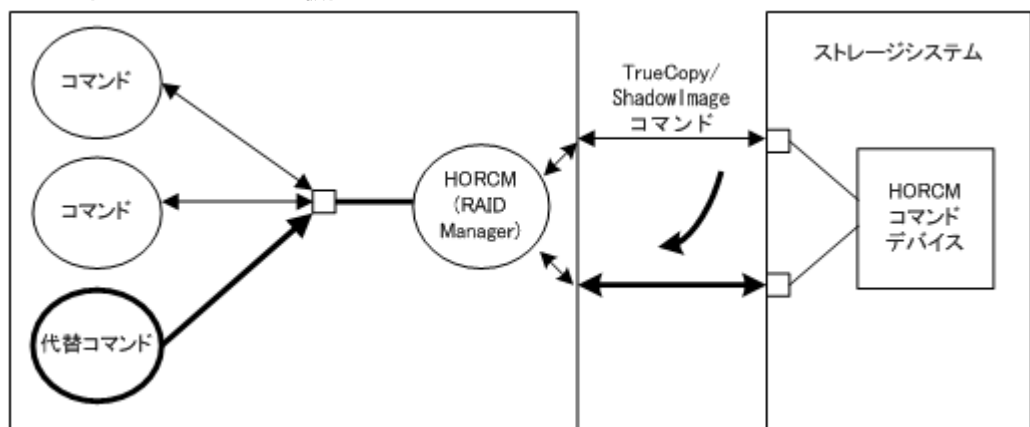 コマンド
コマンド
代替コマンド
HORCM
(RAID
Manager)
TrueCopy/
ShadowImage
コマンド
ストレージシステム
HORCM
コマンド
デバイス